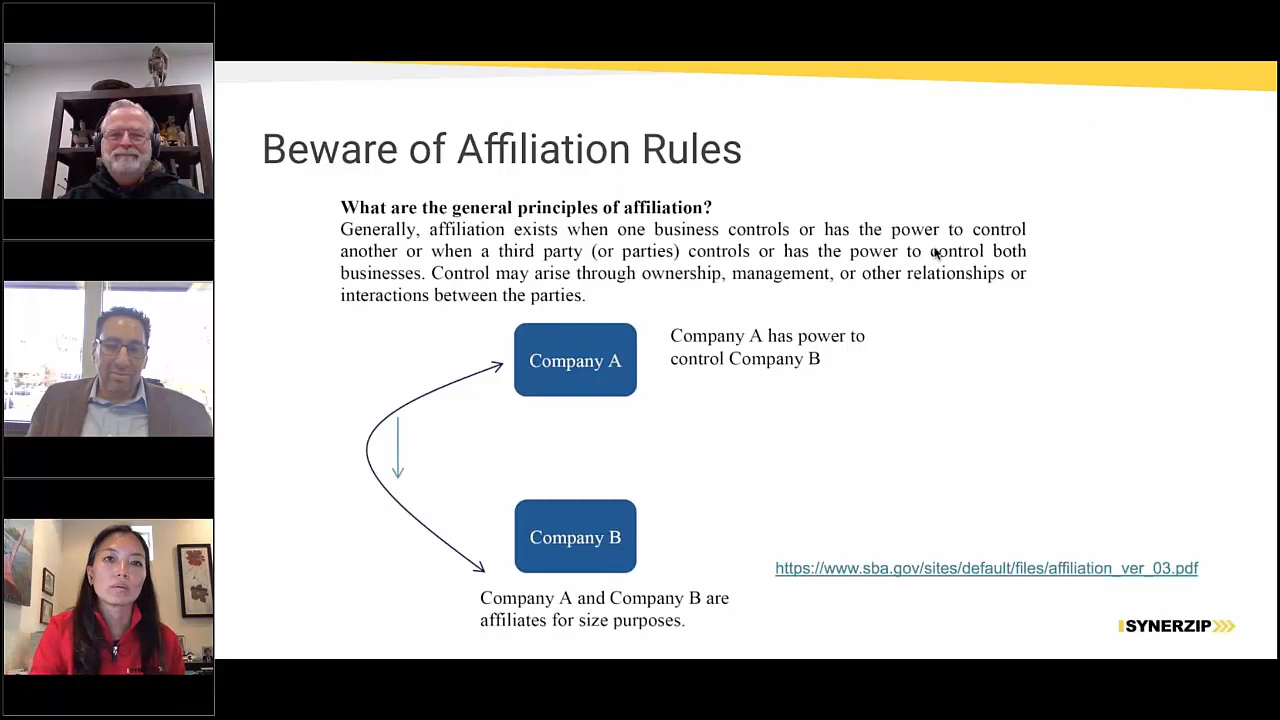 Beware of Affiliation Rules
What are the general principles of affiliation?
Generally, affiliation exists when one business controls or has the power to control
another or when a third party (or parties) controls or has the power to control both
businesses. Control may arise through ownership, management, or other relationships or
interactions between the parties.
Company A
Company A has power to
control Company B
Company B
https://www.sba.gov/sites/default/files/affiliation_ver_03.pdf
Company A and Company B are
affiliates for size purposes.
SYNERZIP